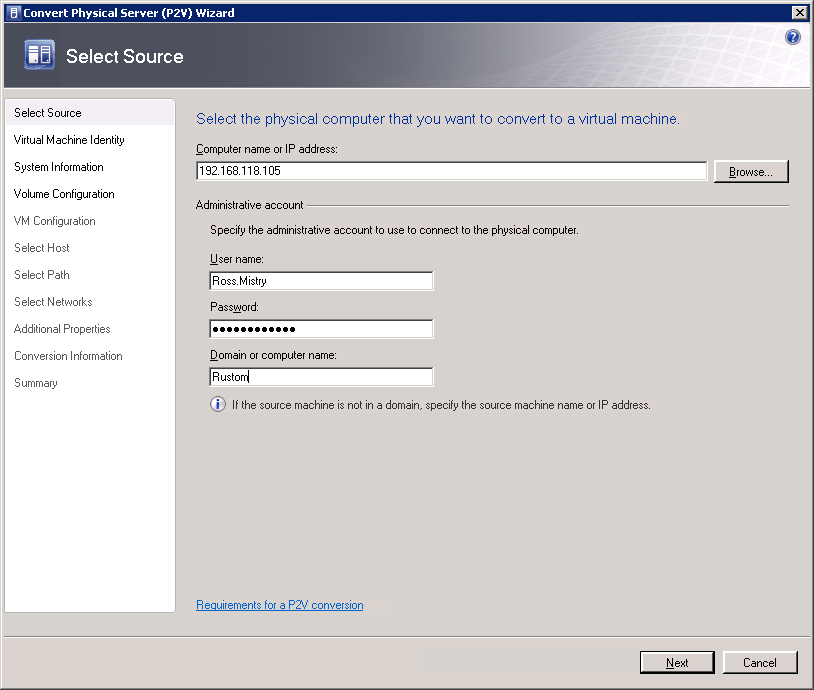 Convert Physical Server (P2V) Wizard
Select Source
Select Source
Virtual Machine Identity
System Information
Volume Configuration
VM Configuration
Select Host
Select Path
Select Networks
Additional Properties
Conversion Information
Summary
Select the physical computer that you want to convert to a virtual machine.
Computer name or IP address:
192.168.118.105
Browse...
Administrative account
Specify the administrative account to use to connect to the physical computer.
User name:
Ross.Mistry
Password:
●●●●●●●●●●●●
Domain or computer name:
Rustom
If the source machine is not in a domain, specify the source machine name or IP address.
Requirements for a P2V conversion
Next
Cancel